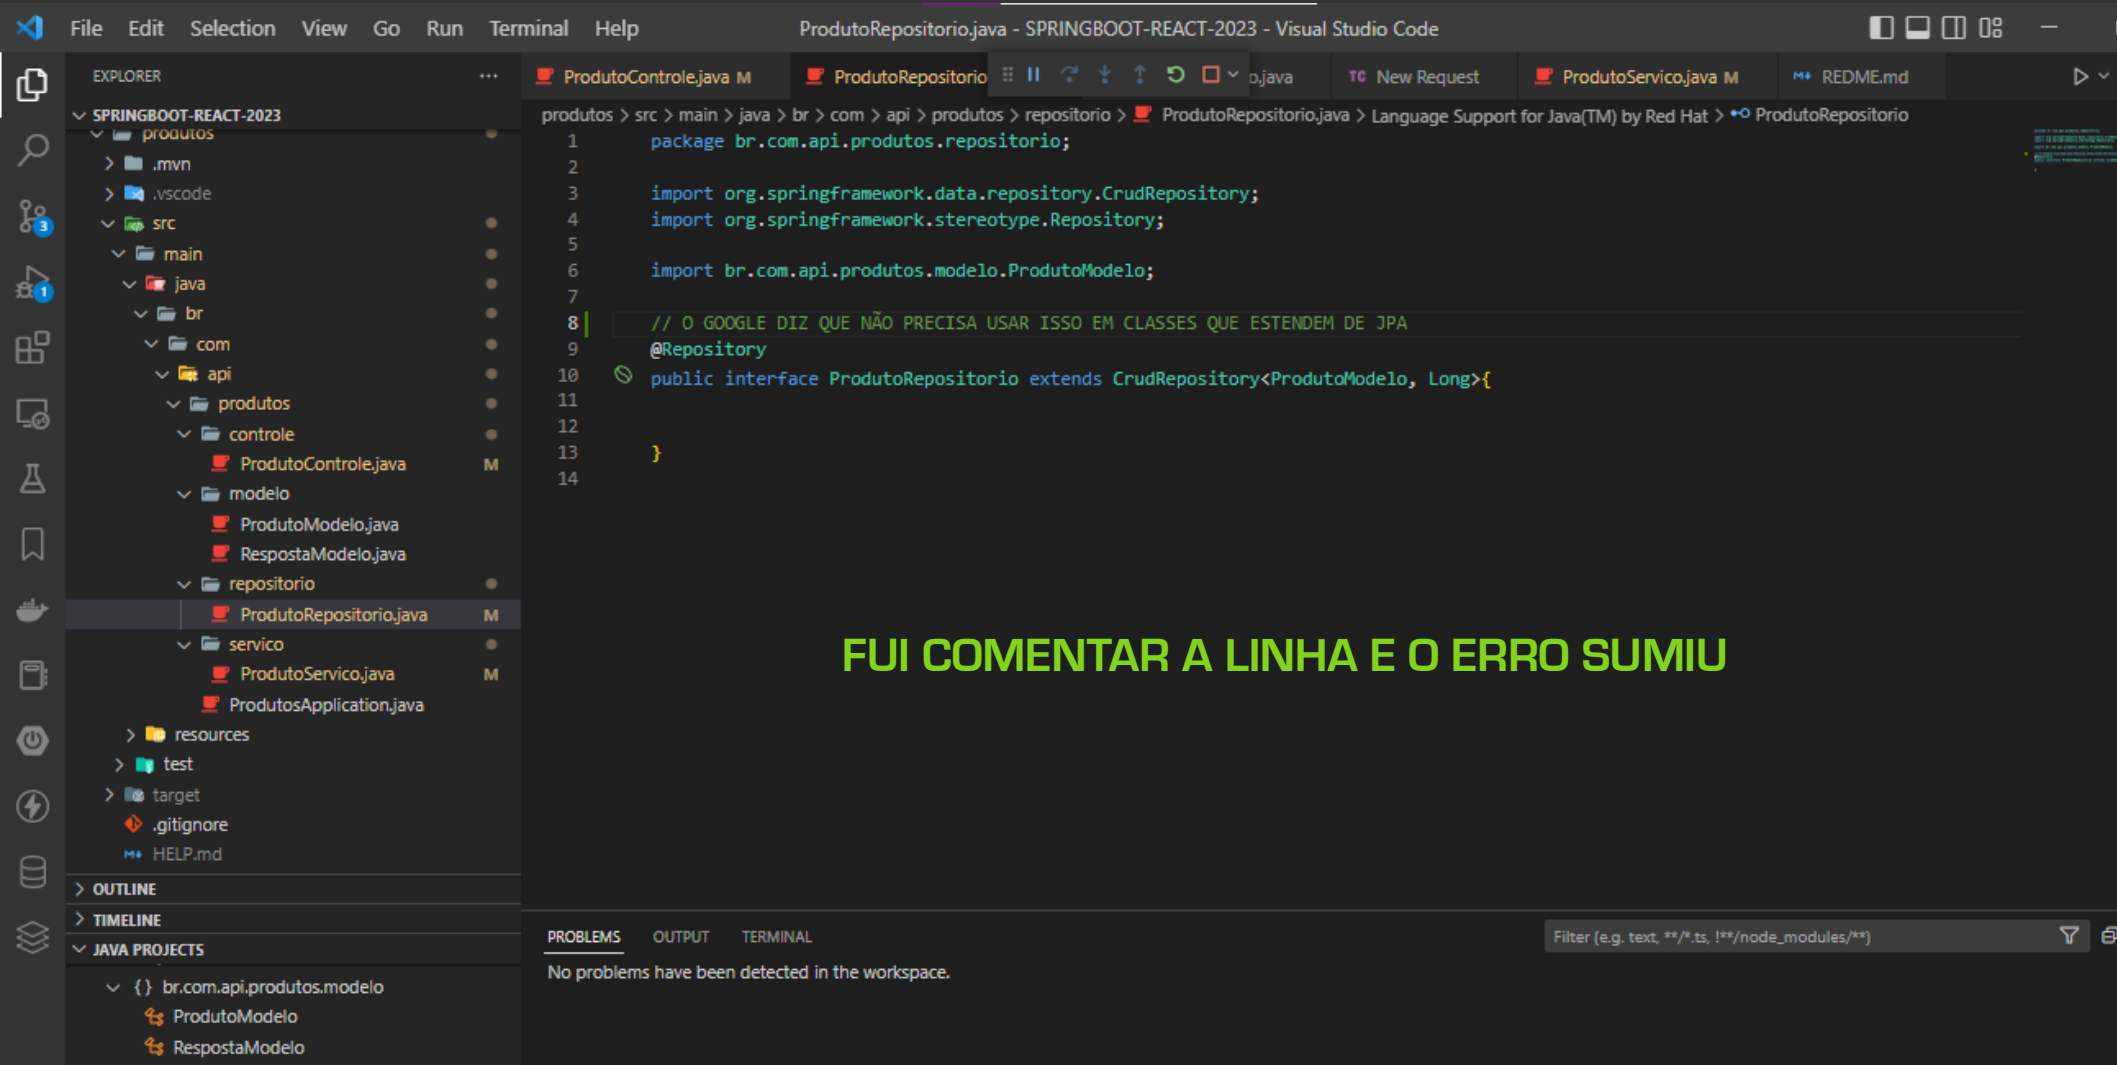 File Edit Selection View Go Run Terminal Help
ProdutoRepositorio.java - SPRINGBOOT-REACT-2023 - Visual Studio Code
EXPLORER
SPRINGBOOT-REACT-2023
produtos
.mvn
.vscode
src
main
java
br
com
api
produtos
controle
ProdutoControle.java M
modelo
ProdutoModelo.java
RespostaModelo.java
repositorio
ProdutoRepositorio.java M
servico
ProdutoServico.java M
ProdutosApplication.java
resources
test
target
.gitignore
HELP.md
OUTLINE
TIMELINE
JAVA PROJECTS
{} br.com.api.produtos.modelo
ProdutoModelo
RespostaModelo
3
1
ProdutoControle.java M ProdutoRepositorio o.java TC New Request ProdutoServico.java M REDME.md
produtos > src > main > java > br > com > api > produtos > repositorio > ProdutoRepositorio.java > Language Support for Java(TM) by Red Hat > ProdutoRepositorio
1 package br.com.api.produtos.repositorio;
2
3 import org.springframework.data.repository.CrudRepository;
4 import org.springframework.stereotype.Repository;
5
6 import br.com.api.produtos.modelo.ProdutoModelo;
7
8 // O GOOGLE DIZ QUE NÃO PRECISA USAR ISSO EM CLASSES QUE ESTENDEM DE JPA
9 @Repository
10 public interface ProdutoRepositorio extends CrudRepository<ProdutoModelo, Long>{
11
12
13 }
14
FUI COMENTAR A LINHA E O ERRO SUMIU
PROBLEMS OUTPUT TERMINAL
Filter (e.g. text, **/*.ts, !**/node_modules/**)
No problems have been detected in the workspace.